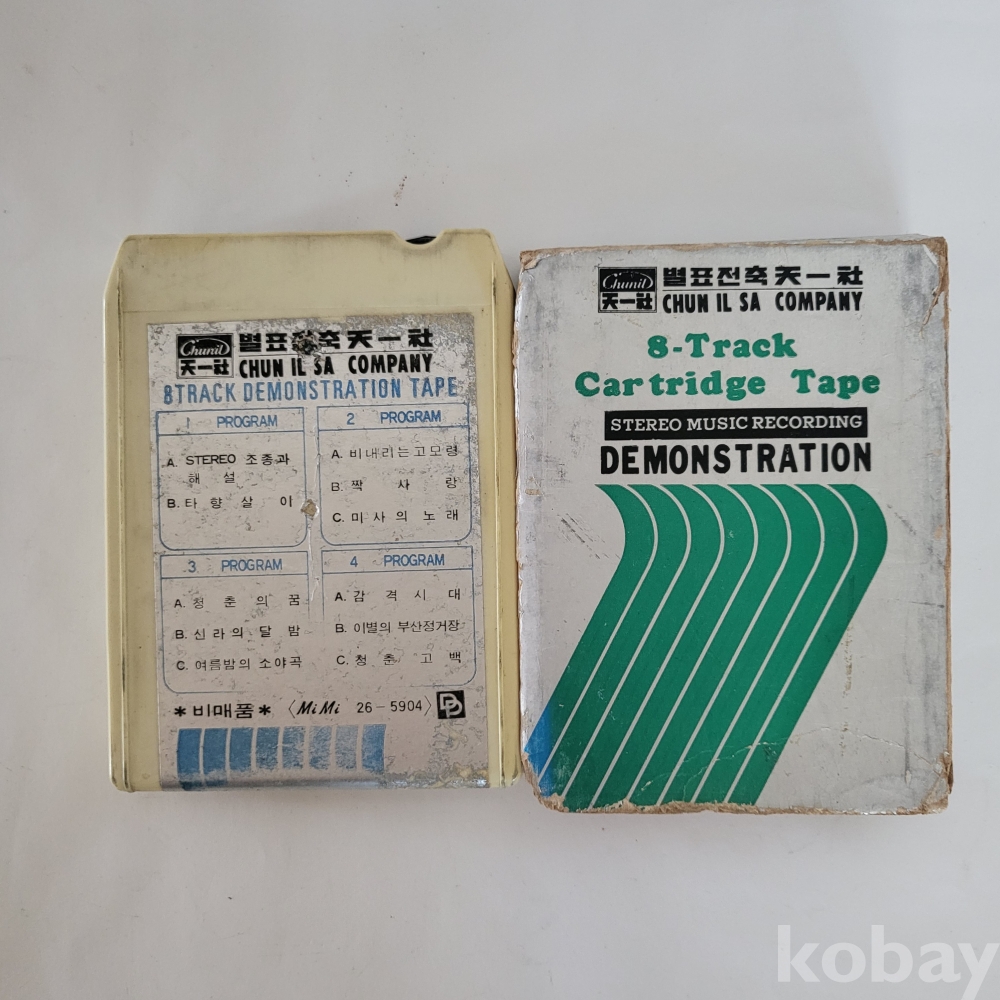 Chunil
天一社
별표전축 天一社
CHUN IL SA COMPANY
8TRACK DEMONSTRATION TAPE
1 PROGRAM
A. STEREO 조종과
해 설
B. 타 향 살 이
2 PROGRAM
A. 비내리는고모령
B. 짝 사 랑
C. 미 사 의 노 래
3 PROGRAM
A. 청 춘 의 꿈
B. 신 라 의 달 밤
C. 여름밤의 소야곡
4 PROGRAM
A. 감 격 시 대
B. 이별의 부산정거장
C. 청 춘 고 백
*비매품* 〈MiMi 26-5904〉
Chunil
天一社
별표전축 天一社
CHUN IL SA COMPANY
8-Track
Cartridge Tape
STEREO MUSIC RECORDING
DEMONSTRATION
kobay